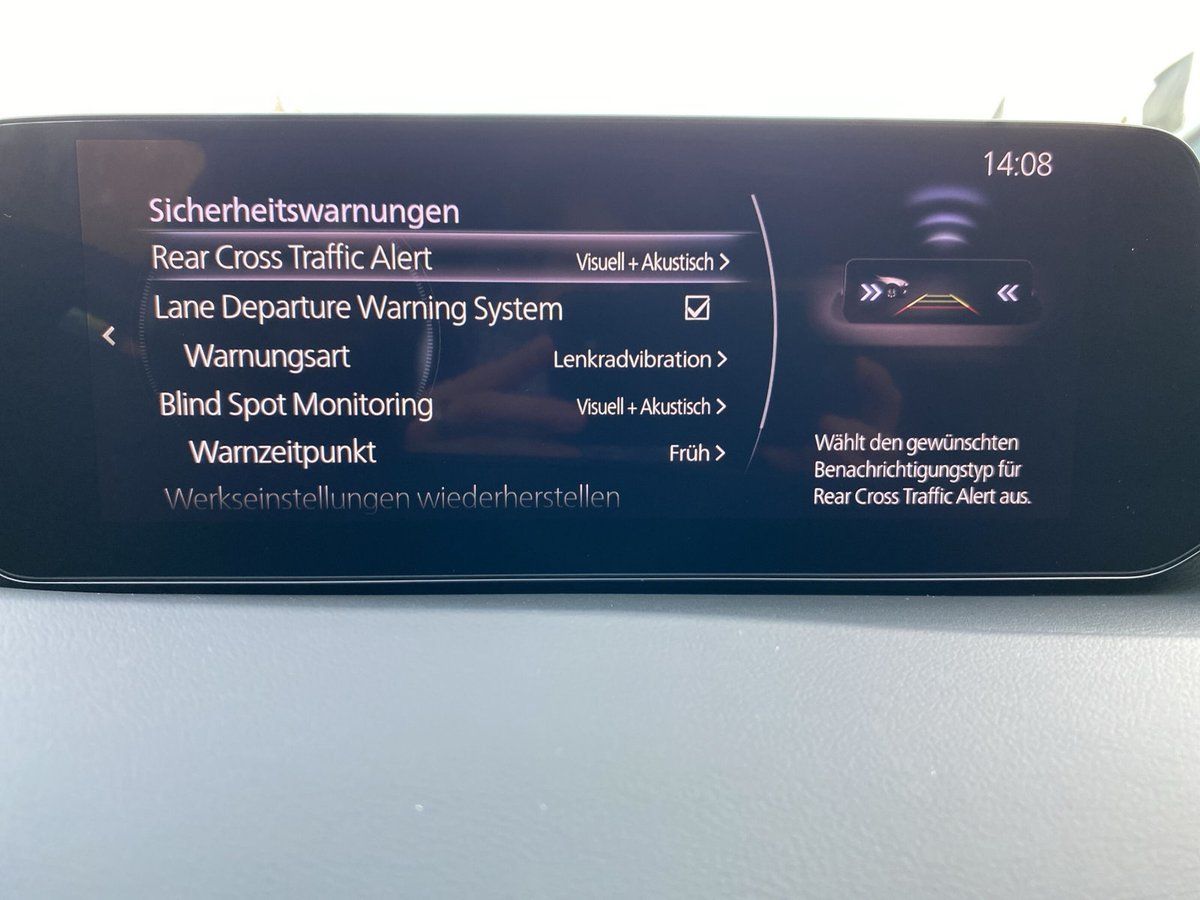 14:08
Sicherheitswarnungen
Rear Cross Traffic Alert Visuell + Akustisch >
Lane Departure Warning System
Warnungsart Lenkradvibration >
Blind Spot Monitoring Visuell + Akustisch >
Warnzeitpunkt Früh >
Werkseinstellungen wiederherstellen
Wählt den gewünschten
Benachrichtigungstyp für
Rear Cross Traffic Alert aus.